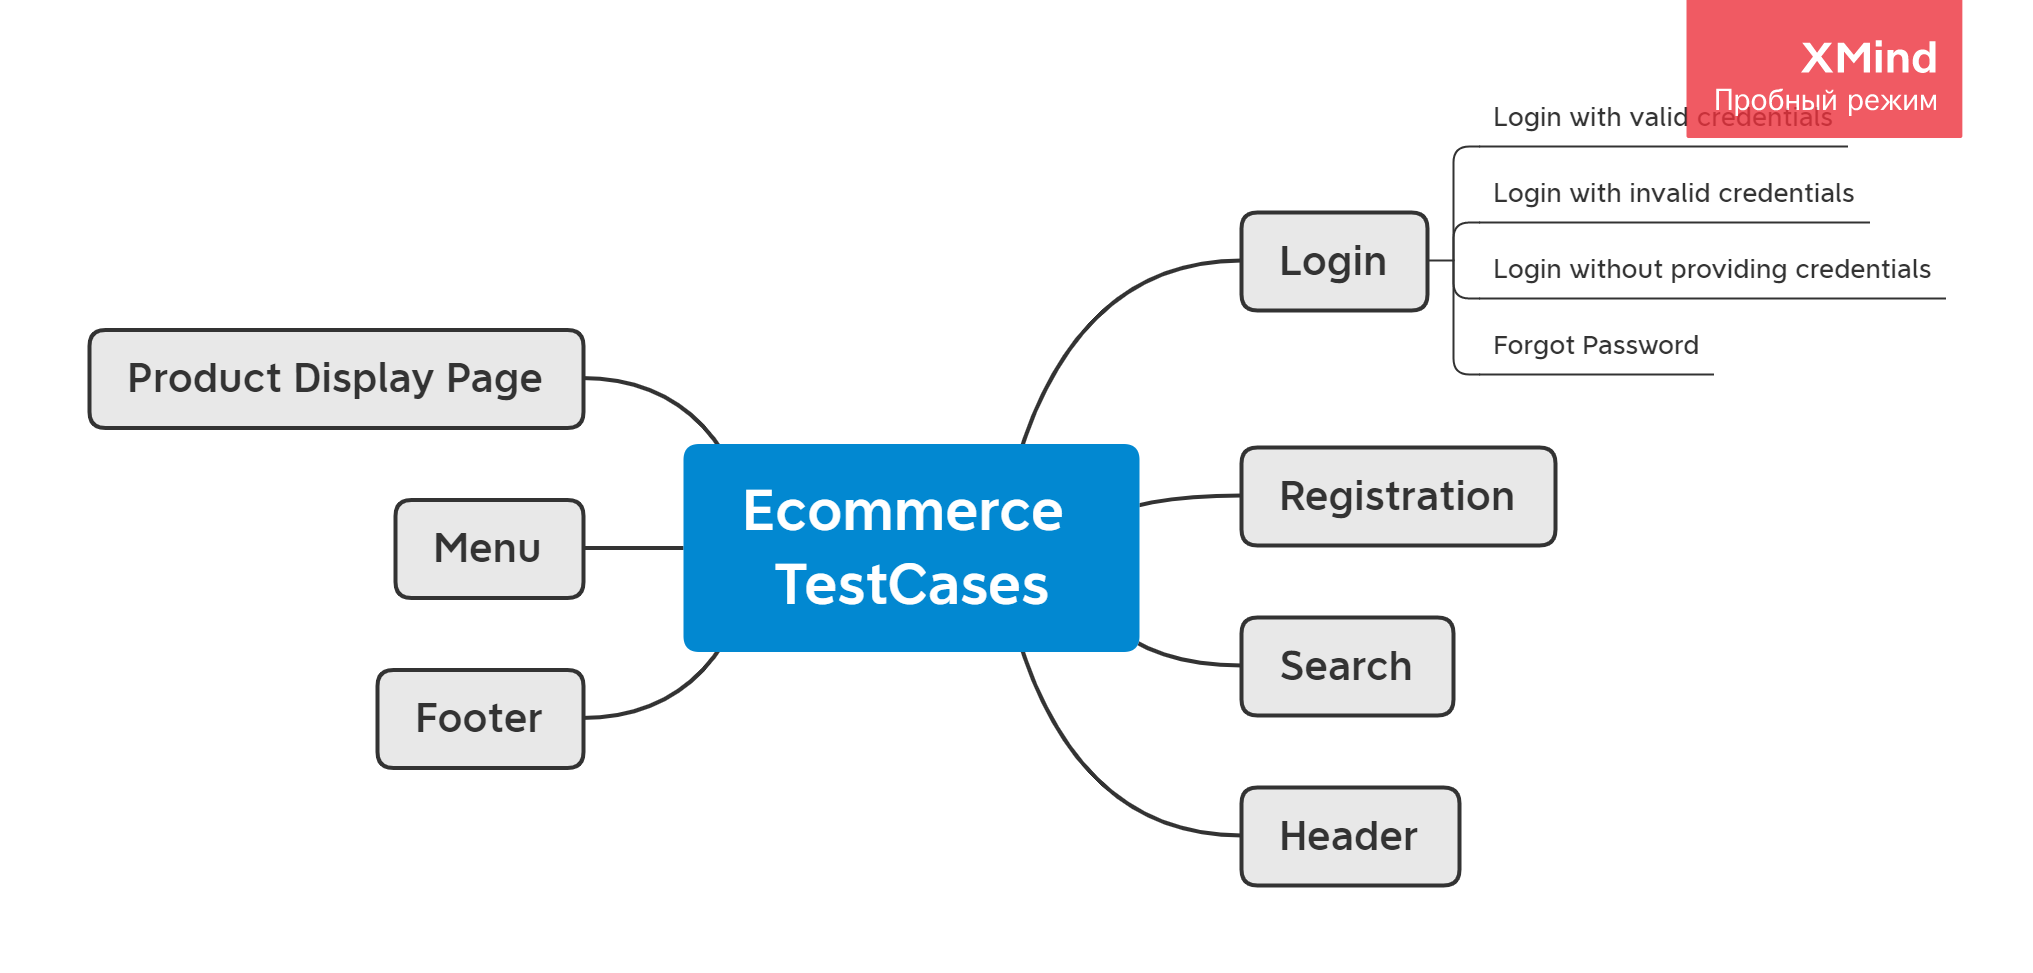 XMind
Пробный режим
Login with valid credentials
Login with invalid credentials
Login without providing credentials
Forgot Password
Login
Product Display Page
Registration
Ecommerce
TestCases
Menu
Search
Footer
Header